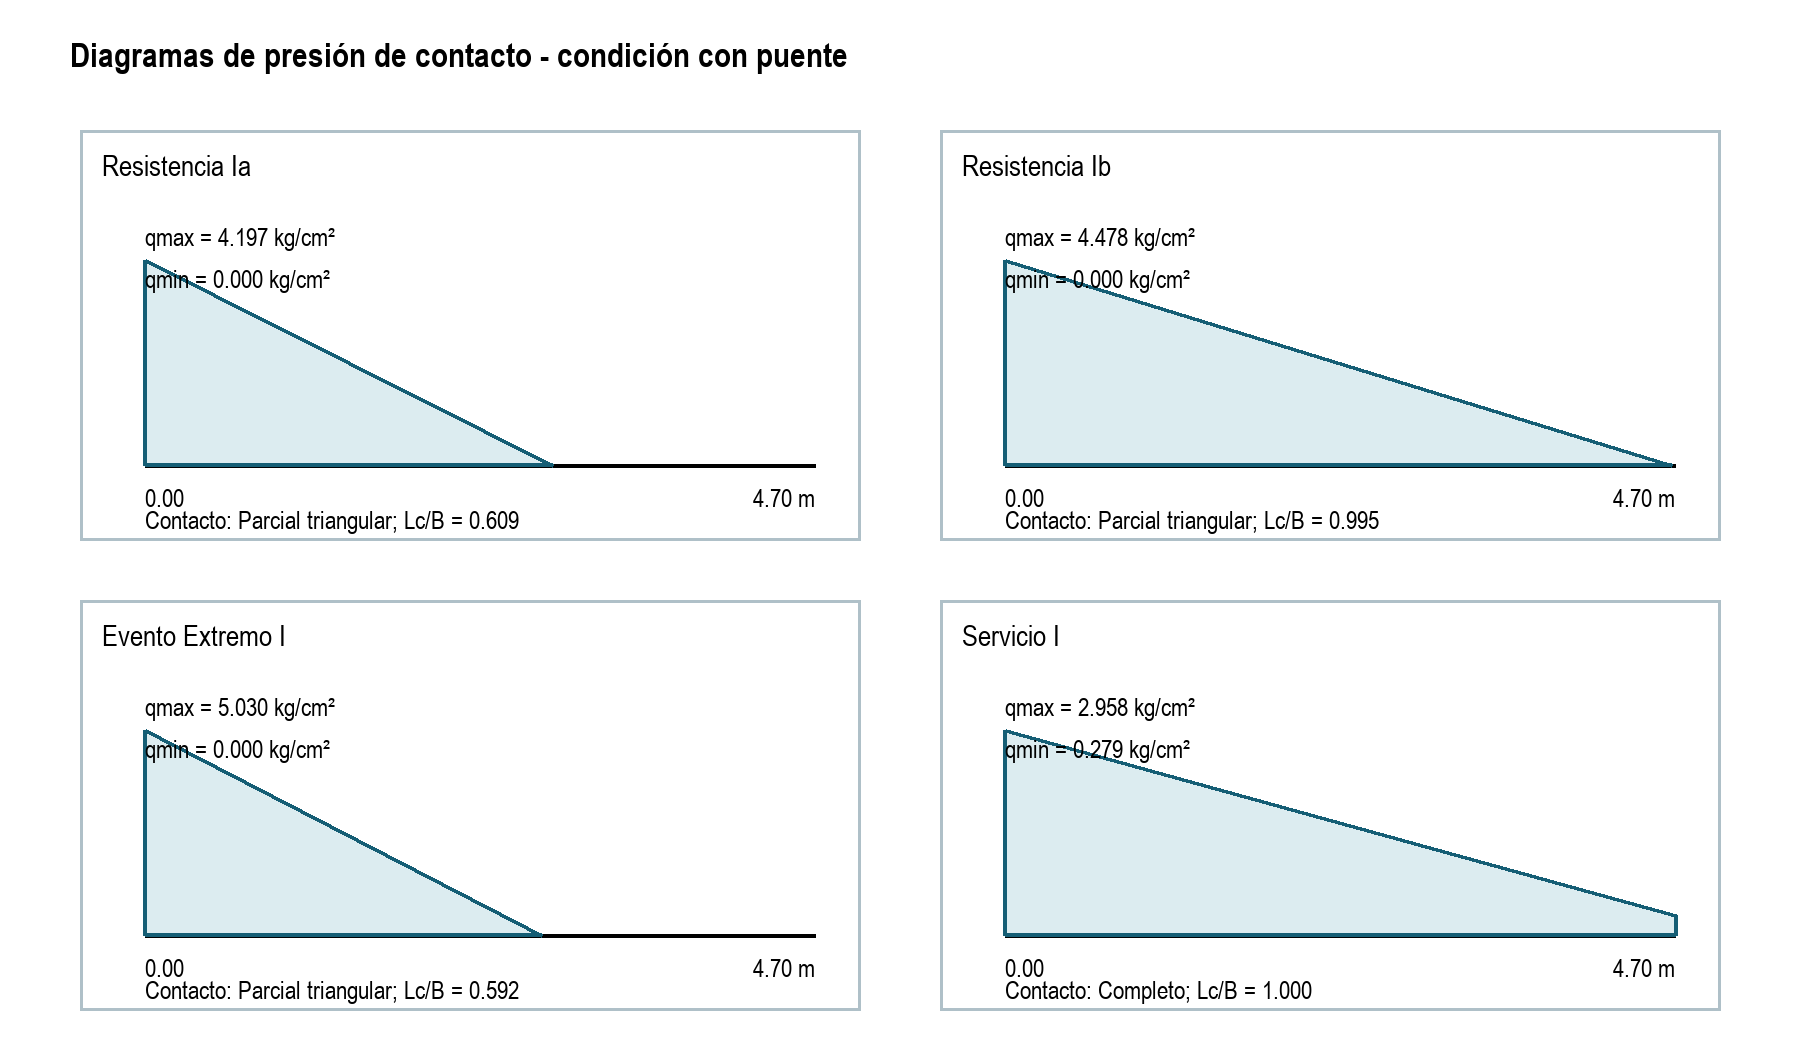 Diagramas de presión de contacto - condición con puente
Resistencia Ia
qmax = 4.197 kg/cm²
qmin = 0.000 kg/cm²
0.00
4.70 m
Contacto: Parcial triangular; Lc/B = 0.609
Resistencia Ib
qmax = 4.478 kg/cm²
qmin = 0.000 kg/cm²
0.00
4.70 m
Contacto: Parcial triangular; Lc/B = 0.995
Evento Extremo I
qmax = 5.030 kg/cm²
qmin = 0.000 kg/cm²
0.00
4.70 m
Contacto: Parcial triangular; Lc/B = 0.592
Servicio I
qmax = 2.958 kg/cm²
qmin = 0.279 kg/cm²
0.00
4.70 m
Contacto: Completo; Lc/B = 1.000